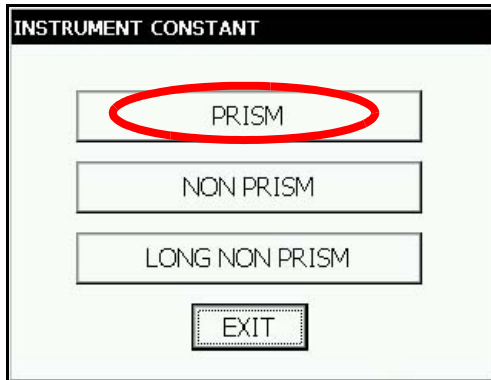 INSTRUMENT CONSTANT
PRISM
NON PRISM
LONG NON PRISM
EXIT